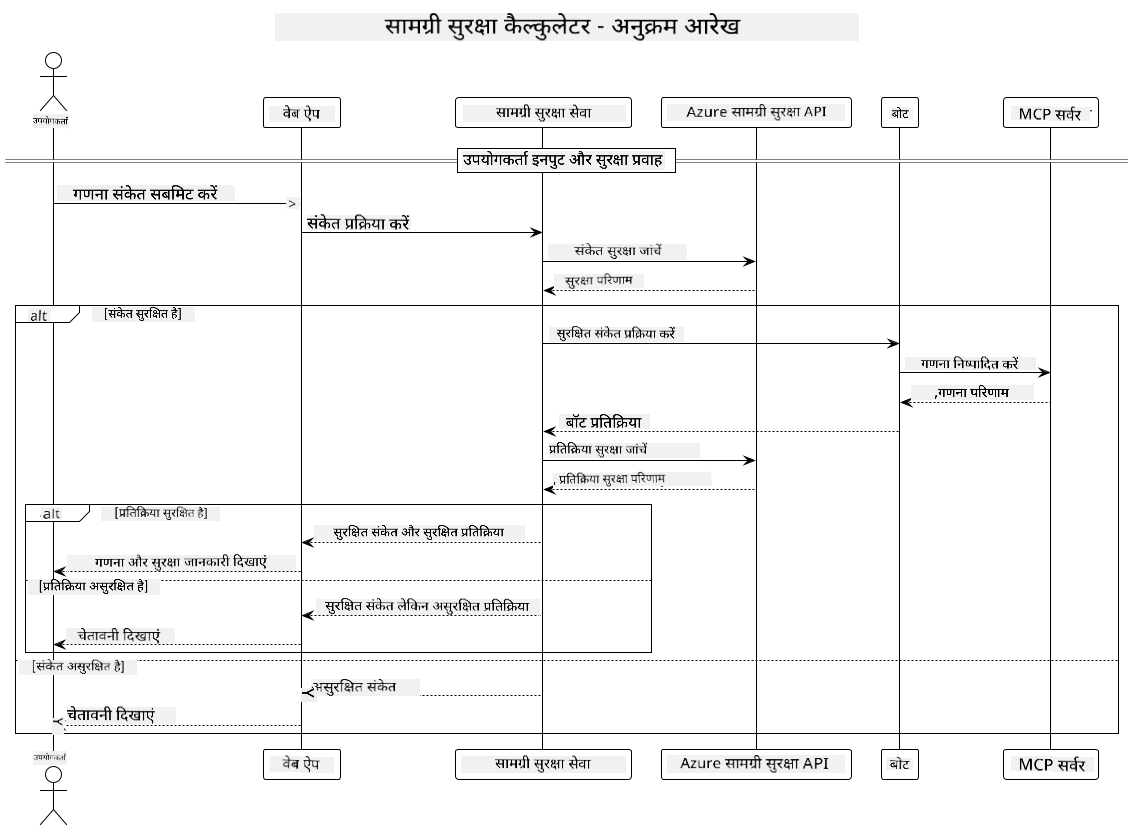 सामग्री सुरक्षा कैल्कुलेटर - अनुक्रम आरेख
उपयोगकर्ता
वेब ऐप
सामग्री सुरक्षा सेवा
Azure सामग्री सुरक्षा API
बोट
MCP सर्वर
उपयोगकर्ता इनपुट और सुरक्षा प्रवाह
गणना संकेत सबमिट करें
संकेत प्रक्रिया करें
संकेत सुरक्षा जांचें
सुरक्षा परिणाम
alt
[संकेत सुरक्षित है]
सुरक्षित संकेत प्रक्रिया करें
गणना निष्पादित करें
,गणना परिणाम
बॉट प्रतिक्रिया
प्रतिक्रिया सुरक्षा जांचें
, प्रतिक्रिया सुरक्षा परिणाम
alt
[प्रतिक्रिया सुरक्षित है]
सुरक्षित संकेत और सुरक्षित प्रतिक्रिया
गणना और सुरक्षा जानकारी दिखाएं
[प्रतिक्रिया असुरक्षित है]
सुरक्षित संकेत लेकिन असुरक्षित प्रतिक्रिया
चेतावनी दिखाएं
[संकेत असुरक्षित है]
असुरक्षित संकेत
चेतावनी दिखाएं
उपयोगकर्ता
वेब ऐप
सामग्री सुरक्षा सेवा
Azure सामग्री सुरक्षा API
बोट
MCP सर्वर